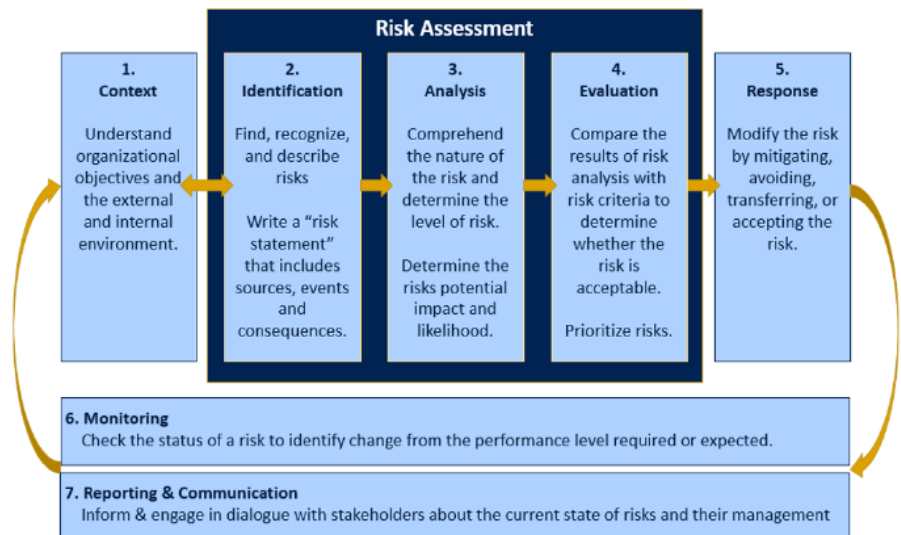 Risk Assessment
1.
Context
Understand
organizational
objectives and
the external
and internal
environment.
2.
Identification
Find, recognize,
and describe
risks
Write a “risk
statement”
that includes
sources, events
and
consequences.
3.
Analysis
Comprehend
the nature of
the risk and
determine the
level of risk.
Determine the
risks potential
impact and
likelihood.
4.
Evaluation
Compare the
results of risk
analysis with
risk criteria to
determine
whether the
risk is
acceptable.
Prioritize risks.
5.
Response
Modify the risk
by mitigating,
avoiding,
transferring, or
accepting the
risk.
6. Monitoring
Check the status of a risk to identify change from the performance level required or expected.
7. Reporting & Communication
Inform & engage in dialogue with stakeholders about the current state of risks and their management